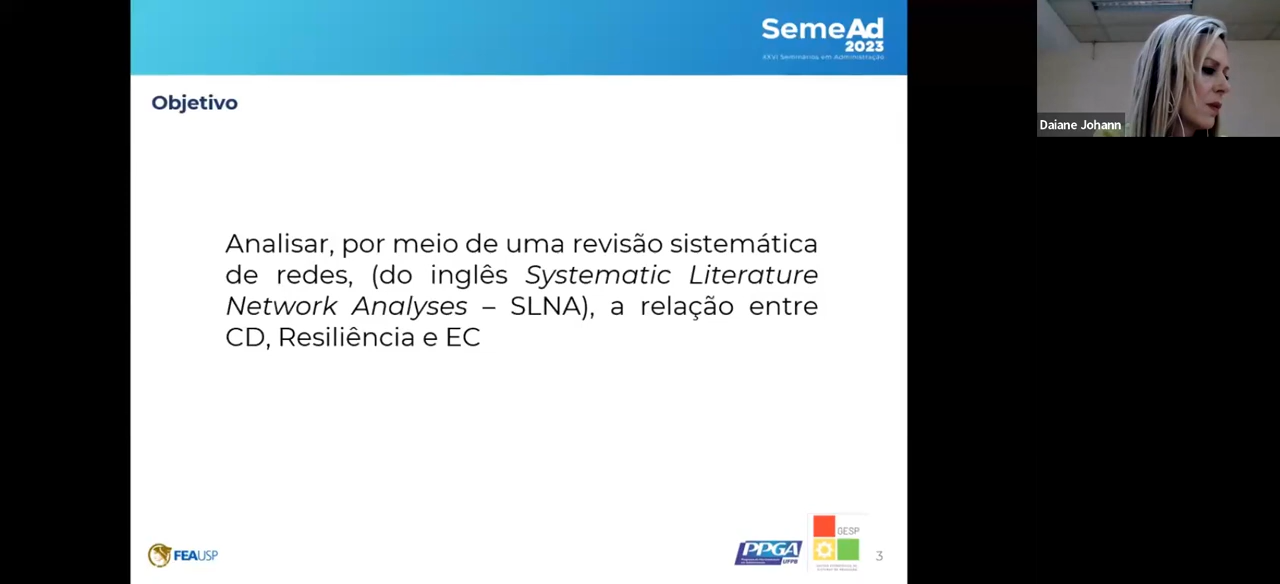 SemeAd
2023
XXVI Seminários em Administração
Objetivo
Daiane Johann
Analisar, por meio de uma revisão sistemática
de redes, (do inglês Systematic Literature
Network Analyses – SLNA), a relação entre
CD, Resiliência e EC
FEAUSP
PPGA
UFPB
GESP
3